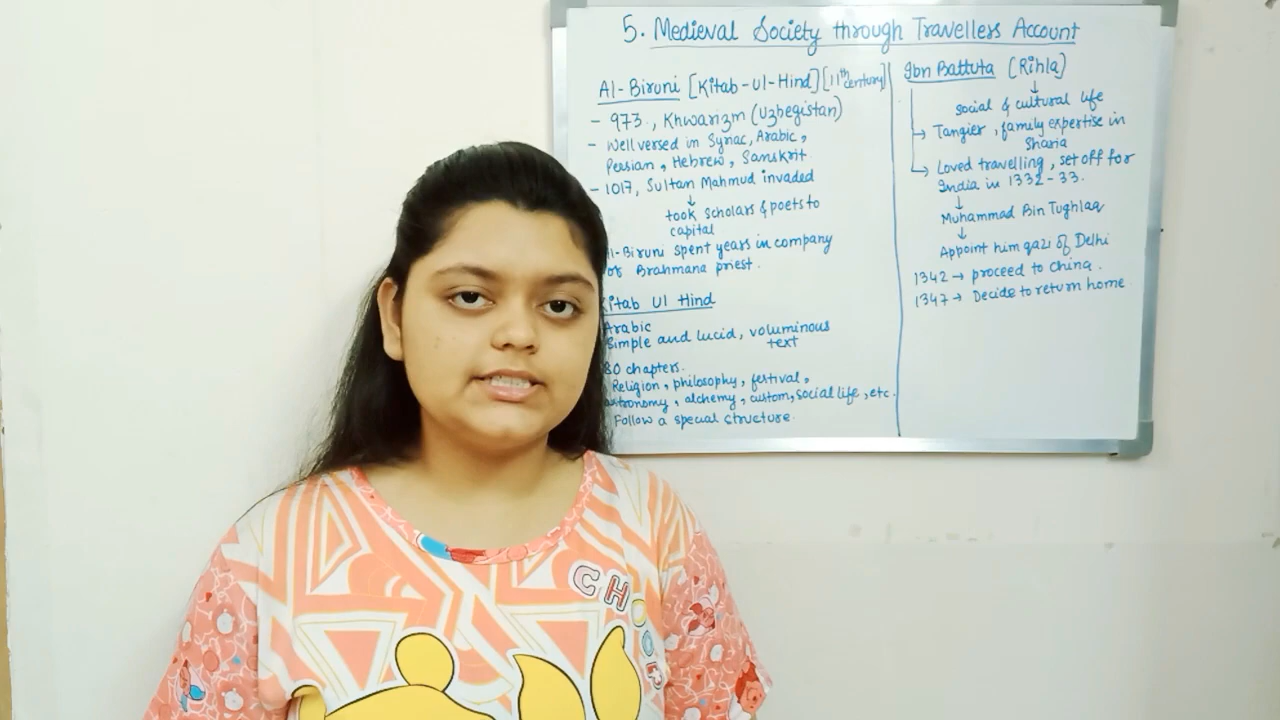 5. Medieval Society through Travellers Account
Al-Biruni [Kitab-Ul-Hind] [11th century]
- 973, Khwarizm (Uzbegistan)
- Well versed in Syriac, Arabic,
Persian, Hebrew, Sanskrit.
- 1017, Sultan Mahmud invaded
↓
took scholars & poets to
capital
Al-Biruni spent years in company
of Brahmana priest.
Kitab Ul Hind
Arabic
Simple and lucid, voluminous
text
80 chapters.
Religion, philosophy, festival,
astronomy, alchemy, custom, social life, etc.
Follow a special structure.
Ibn Battuta (Rihla)
↓
social & cultural life
→ Tangier, family expertise in
Sharia
→ Loved travelling, set off for
India in 1332-33.
↓
Muhammad Bin Tughlaq
↓
Appoint him qazi of Delhi
1342 → proceed to China.
1347 → Decide to return home.
CHOOR